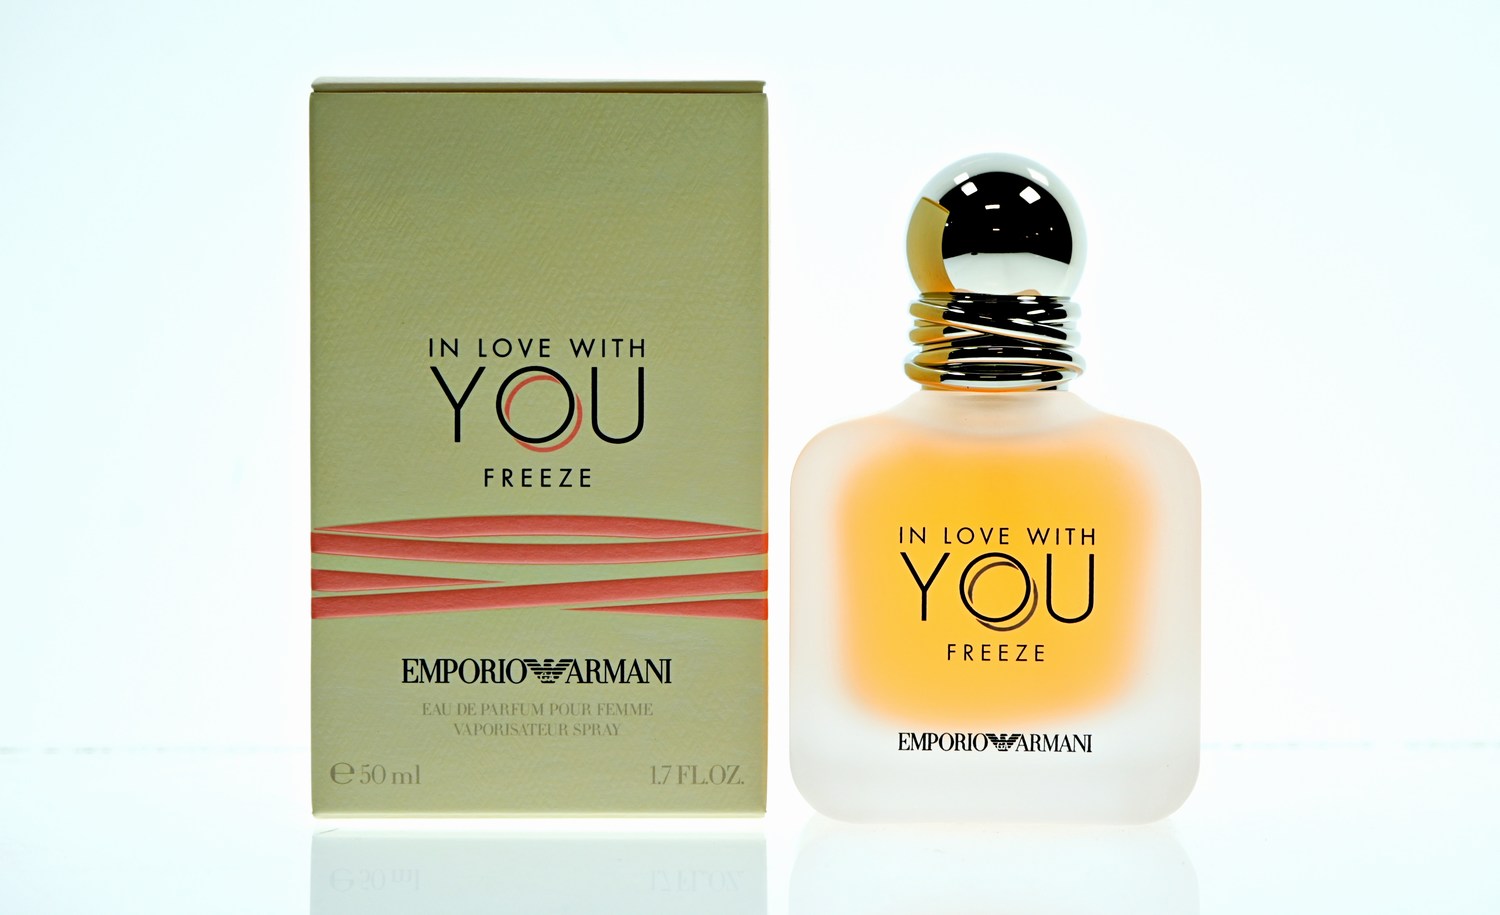 IN LOVE WITH
YOU
FREEZE
EMPORIO ARMANI
EAU DE PARFUM POUR FEMME
VAPORISATEUR SPRAY
℮ 50 ml
1.7 FL.OZ.
IN LOVE WITH
YOU
FREEZE
EMPORIO ARMANI